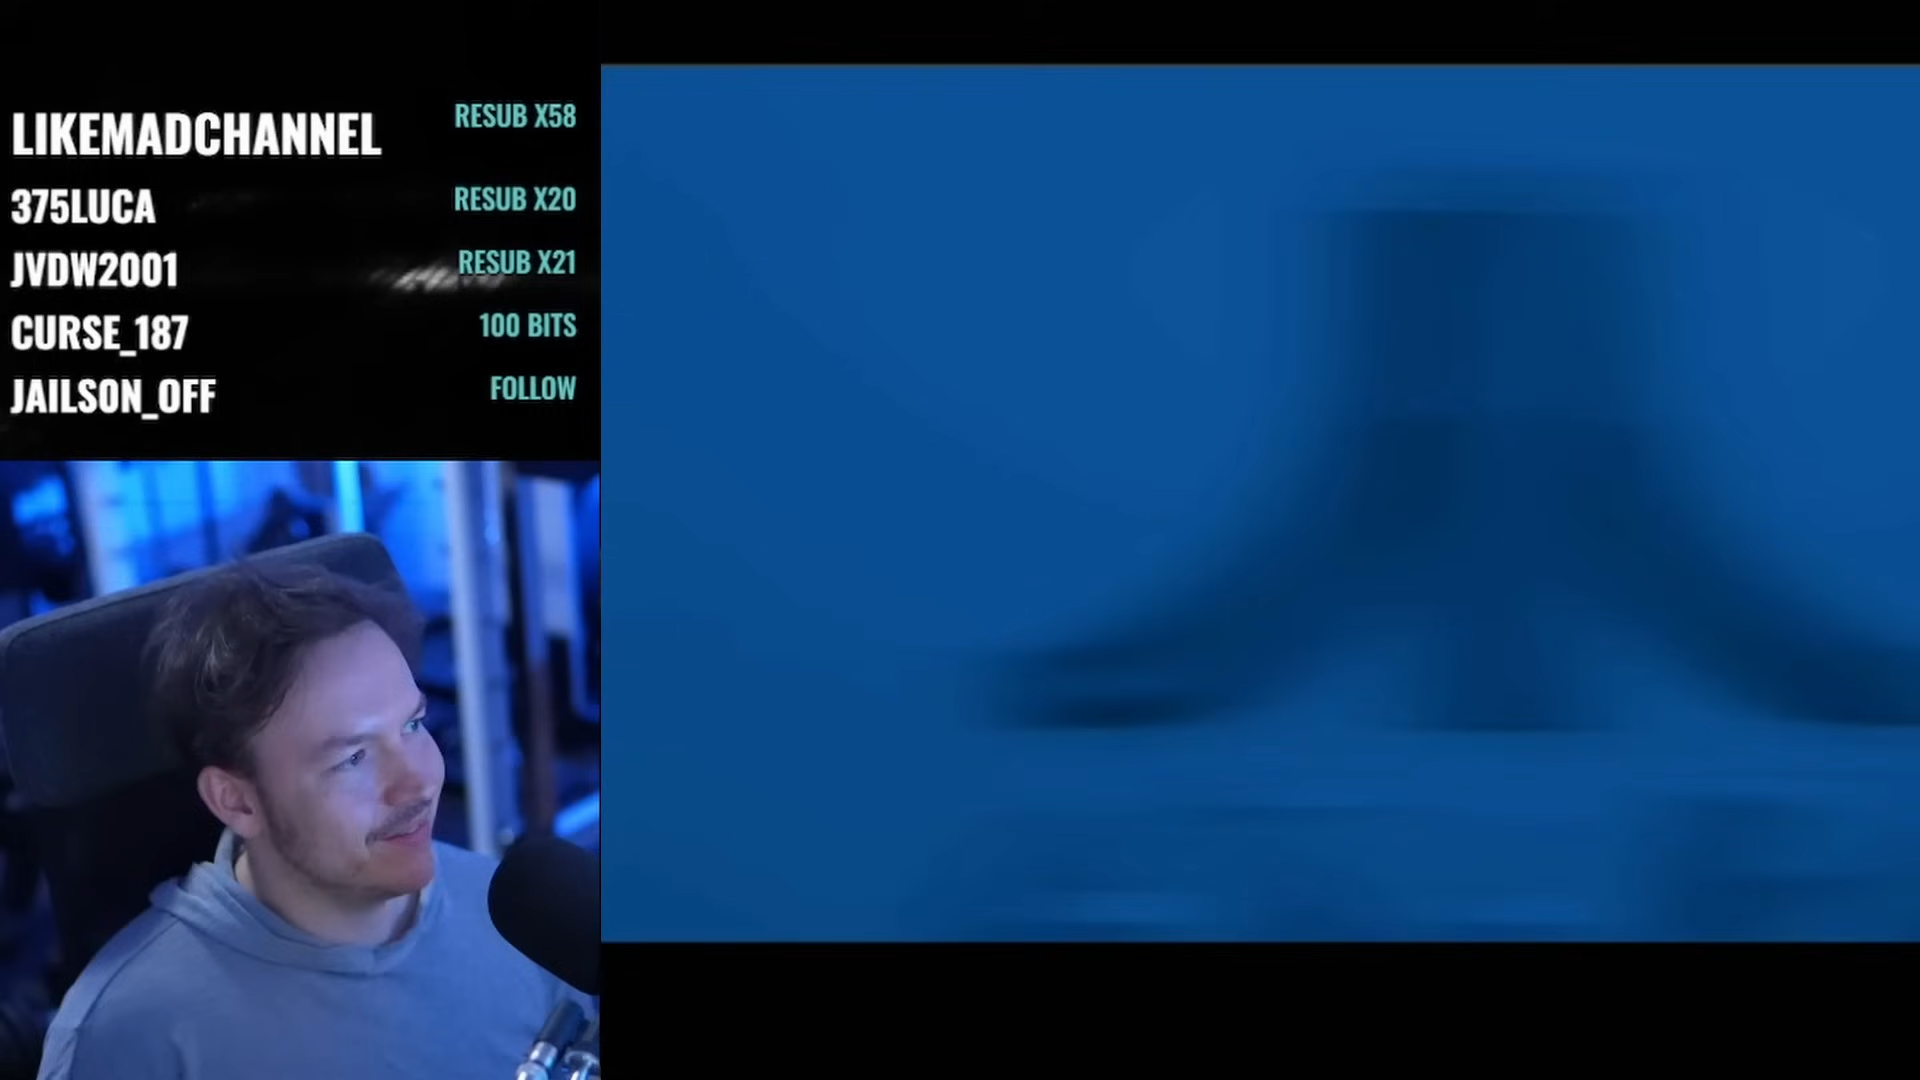 LIKEMADCHANNEL RESUB X58
375LUCA RESUB X20
JVDW2001 RESUB X21
CURSE_187 100 BITS
JAILSON_OFF FOLLOW